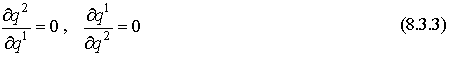 ∂q²/∂q¹ = 0 , ∂q¹/∂q² = 0 (8.3.3)